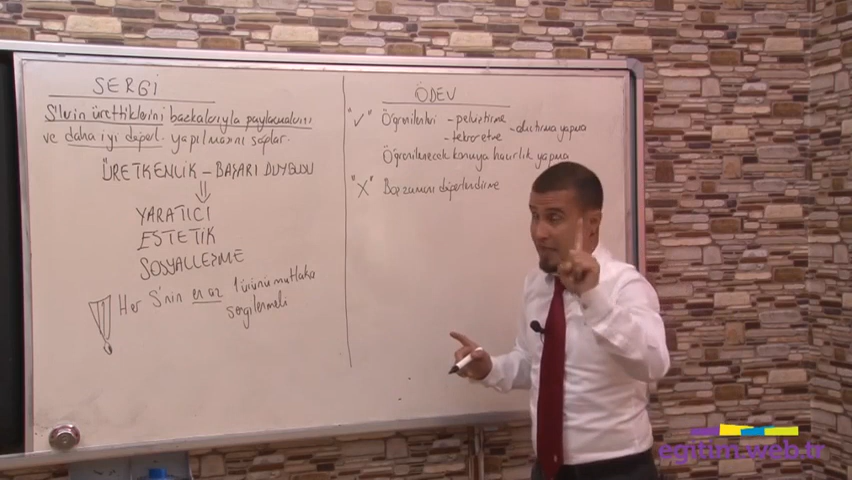 SERGİ
S'lerin ürettiklerini başkalarıyla paylaşmalarını
ve daha iyi değerl. yapılmasını sağlar.
ÜRETKENLİK – BAŞARI DUYGUSU
YARATICI
ESTETİK
SOSYALLEŞME
! Her S'nin en az 1 ürünü mutlaka
sergilenmeli
ÖDEV
"✓" Öğrenilenleri - pekiştirme
- tekrar etme - alıştırma yapma
Öğrenilecek konuya hazırlık yapma
"X" Boş zamanı değerlendirme
egitim.web.tr